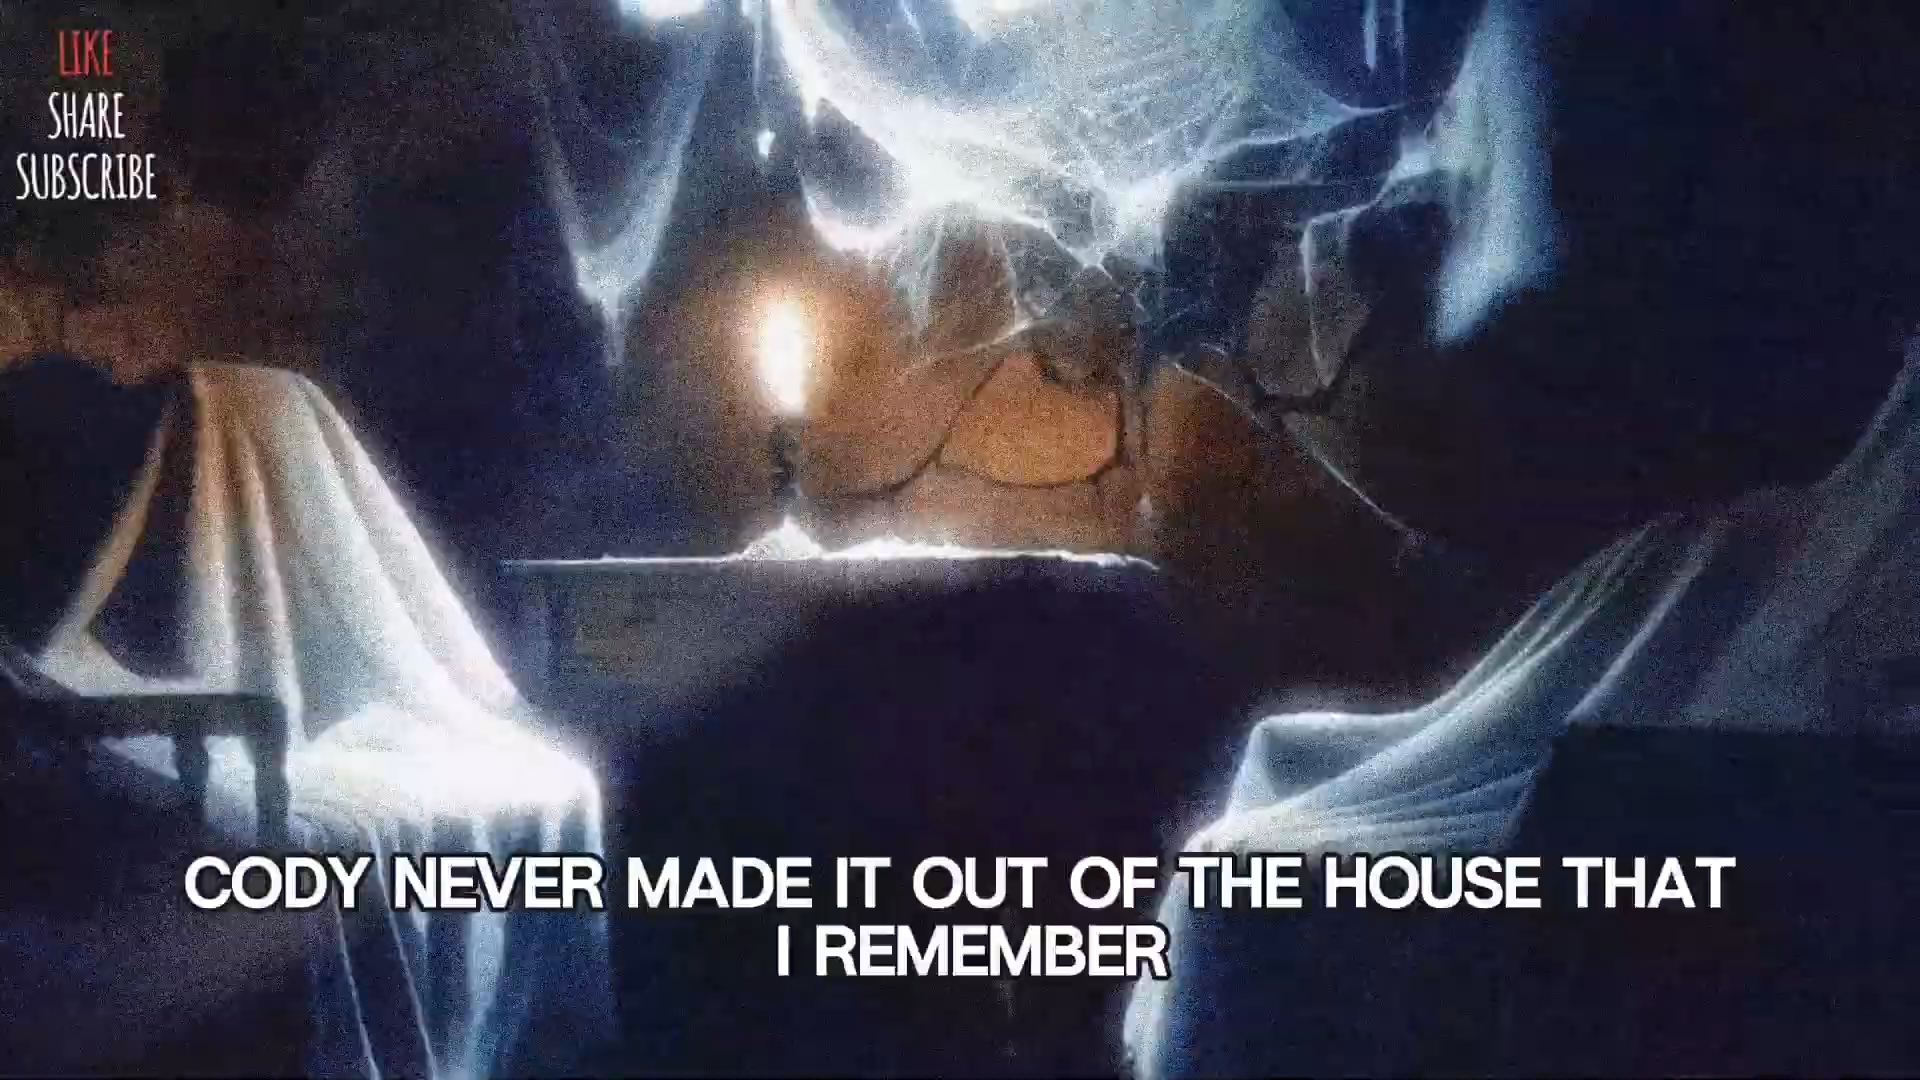 LIKE
SHARE
SUBSCRIBE
CODY NEVER MADE IT OUT OF THE HOUSE THAT
I REMEMBER